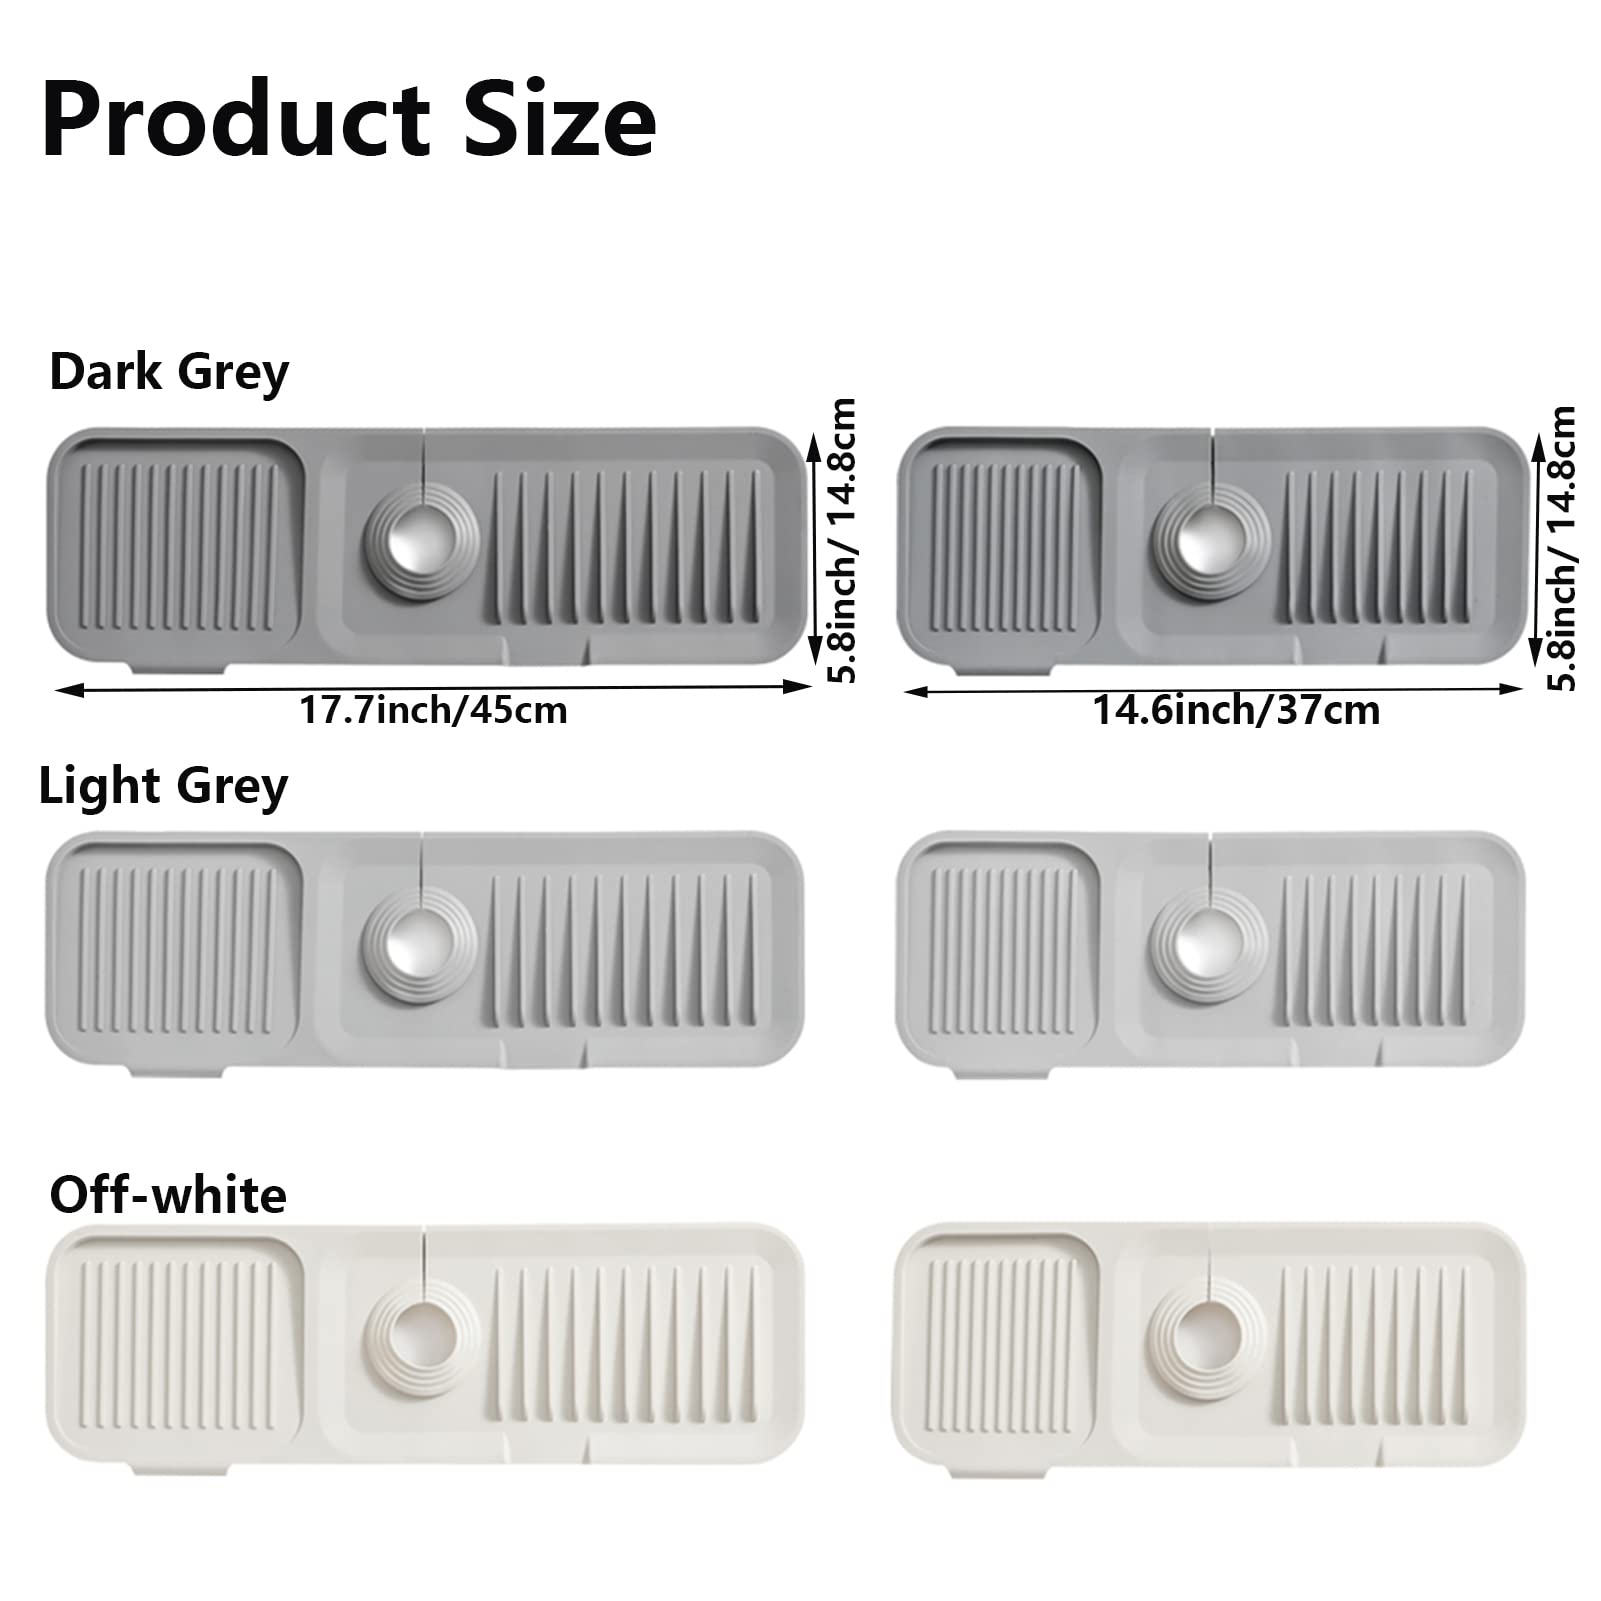 Product Size
Dark Grey
5.8inch/ 14.8cm
17.7inch/45cm
5.8inch/ 14.8cm
14.6inch/37cm
Light Grey
Off-white